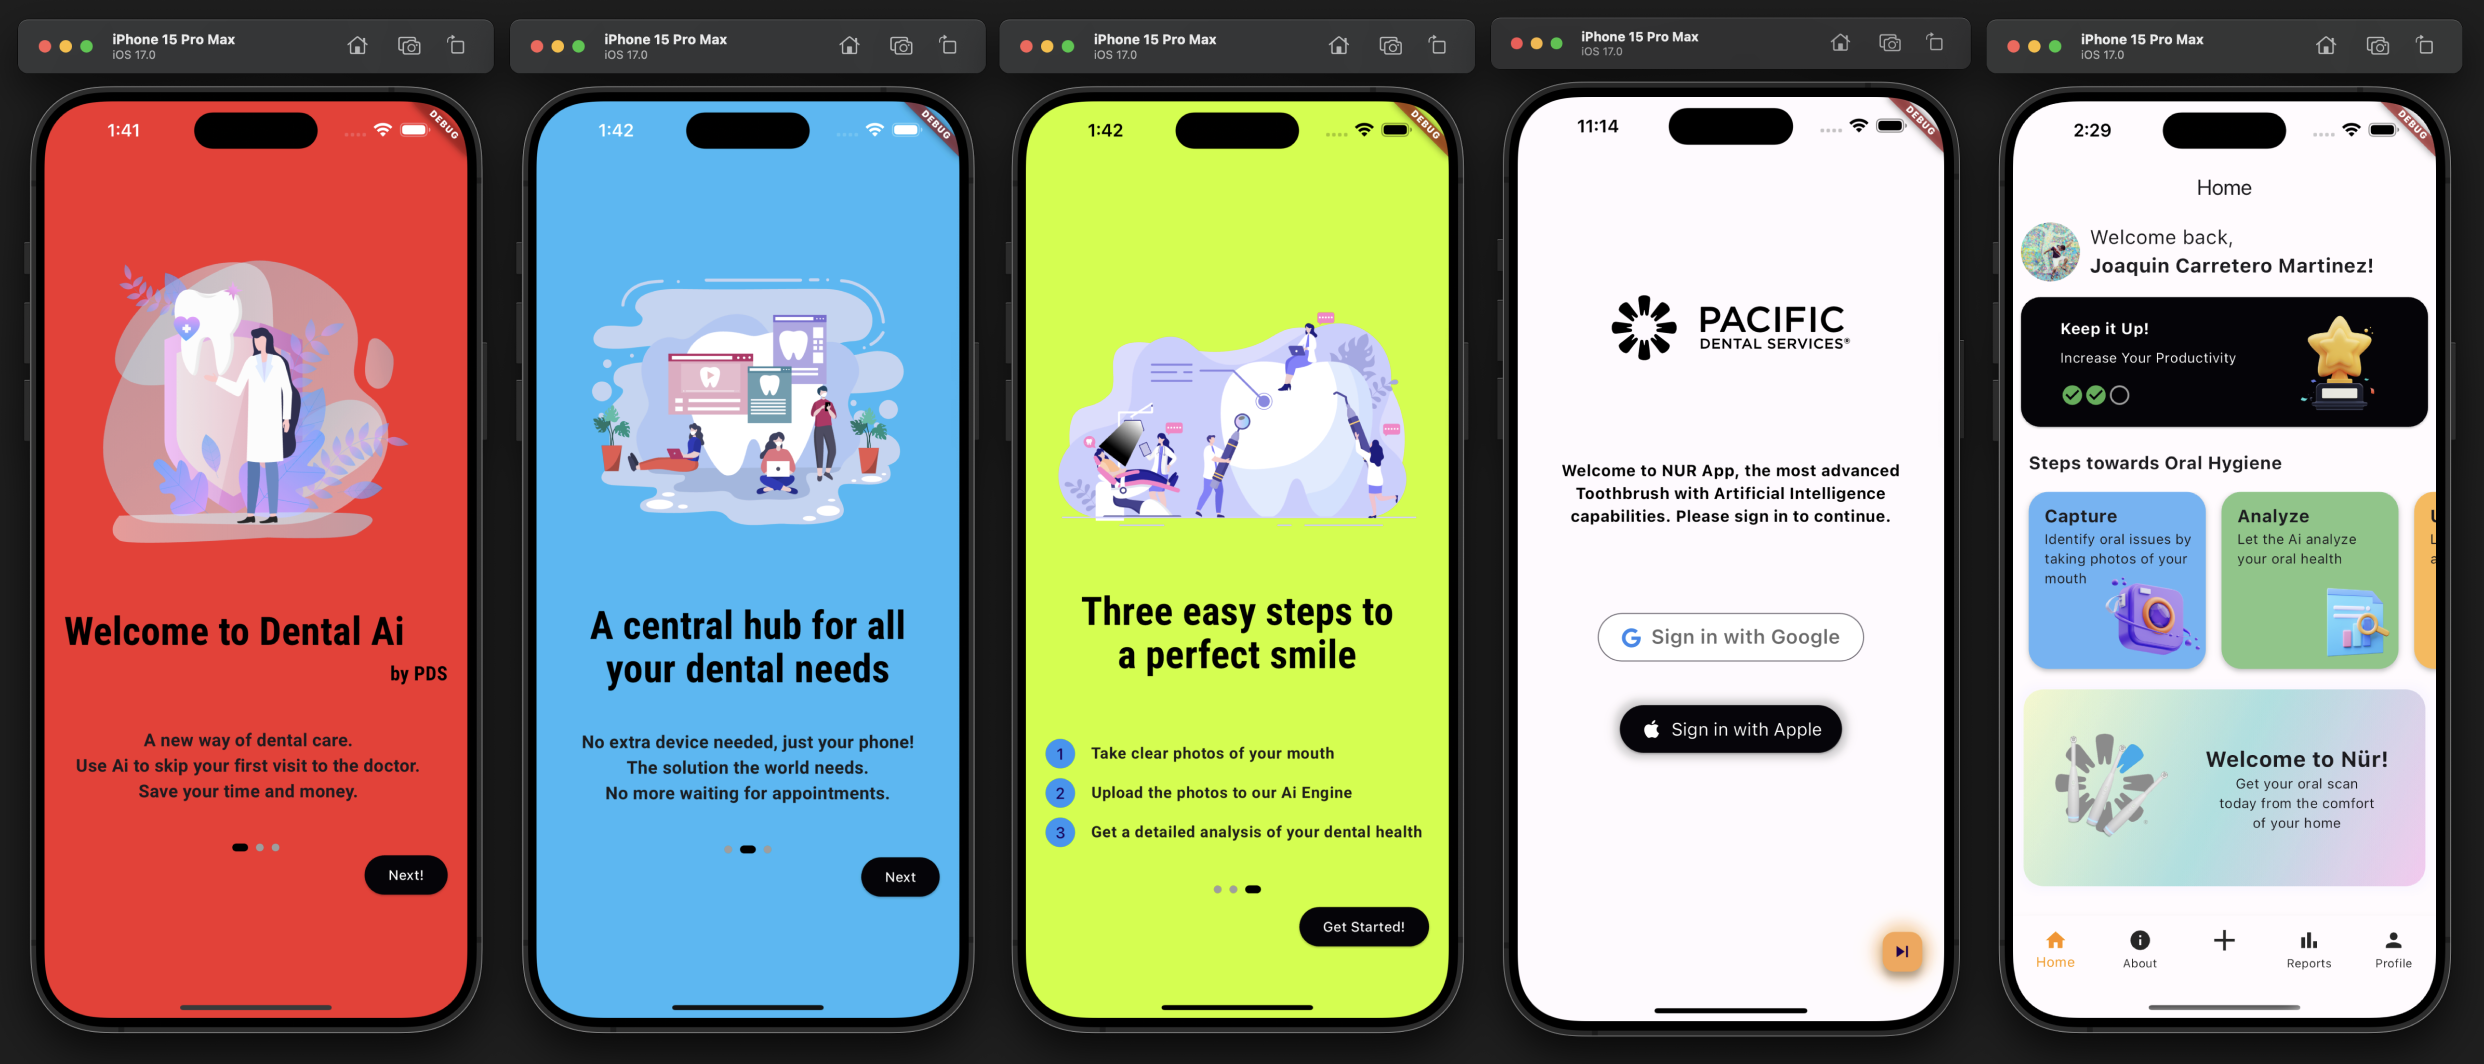 iPhone 15 Pro Max
iOS 17.0
1:41
DEBUG
Welcome to Dental Ai
by PDS
A new way of dental care.
Use Ai to skip your first visit to the doctor.
Save your time and money.
Next!
iPhone 15 Pro Max
iOS 17.0
1:42
DEBUG
A central hub for all
your dental needs
No extra device needed, just your phone!
The solution the world needs.
No more waiting for appointments.
Next
iPhone 15 Pro Max
iOS 17.0
1:42
DEBUG
Three easy steps to
a perfect smile
1 Take clear photos of your mouth
2 Upload the photos to our Ai Engine
3 Get a detailed analysis of your dental health
Get Started!
iPhone 15 Pro Max
iOS 17.0
11:14
DEBUG
PACIFIC
DENTAL SERVICES®
Welcome to NUR App, the most advanced
Toothbrush with Artificial Intelligence
capabilities. Please sign in to continue.
G Sign in with Google
Sign in with Apple
iPhone 15 Pro Max
iOS 17.0
2:29
DEBUG
Home
Welcome back,
Joaquin Carretero Martinez!
Keep it Up!
Increase Your Productivity
Steps towards Oral Hygiene
Capture
Identify oral issues by
taking photos of your
mouth
Analyze
Let the Ai analyze
your oral health
Welcome to Nür!
Get your oral scan
today from the comfort
of your home
Home
About
Reports
Profile